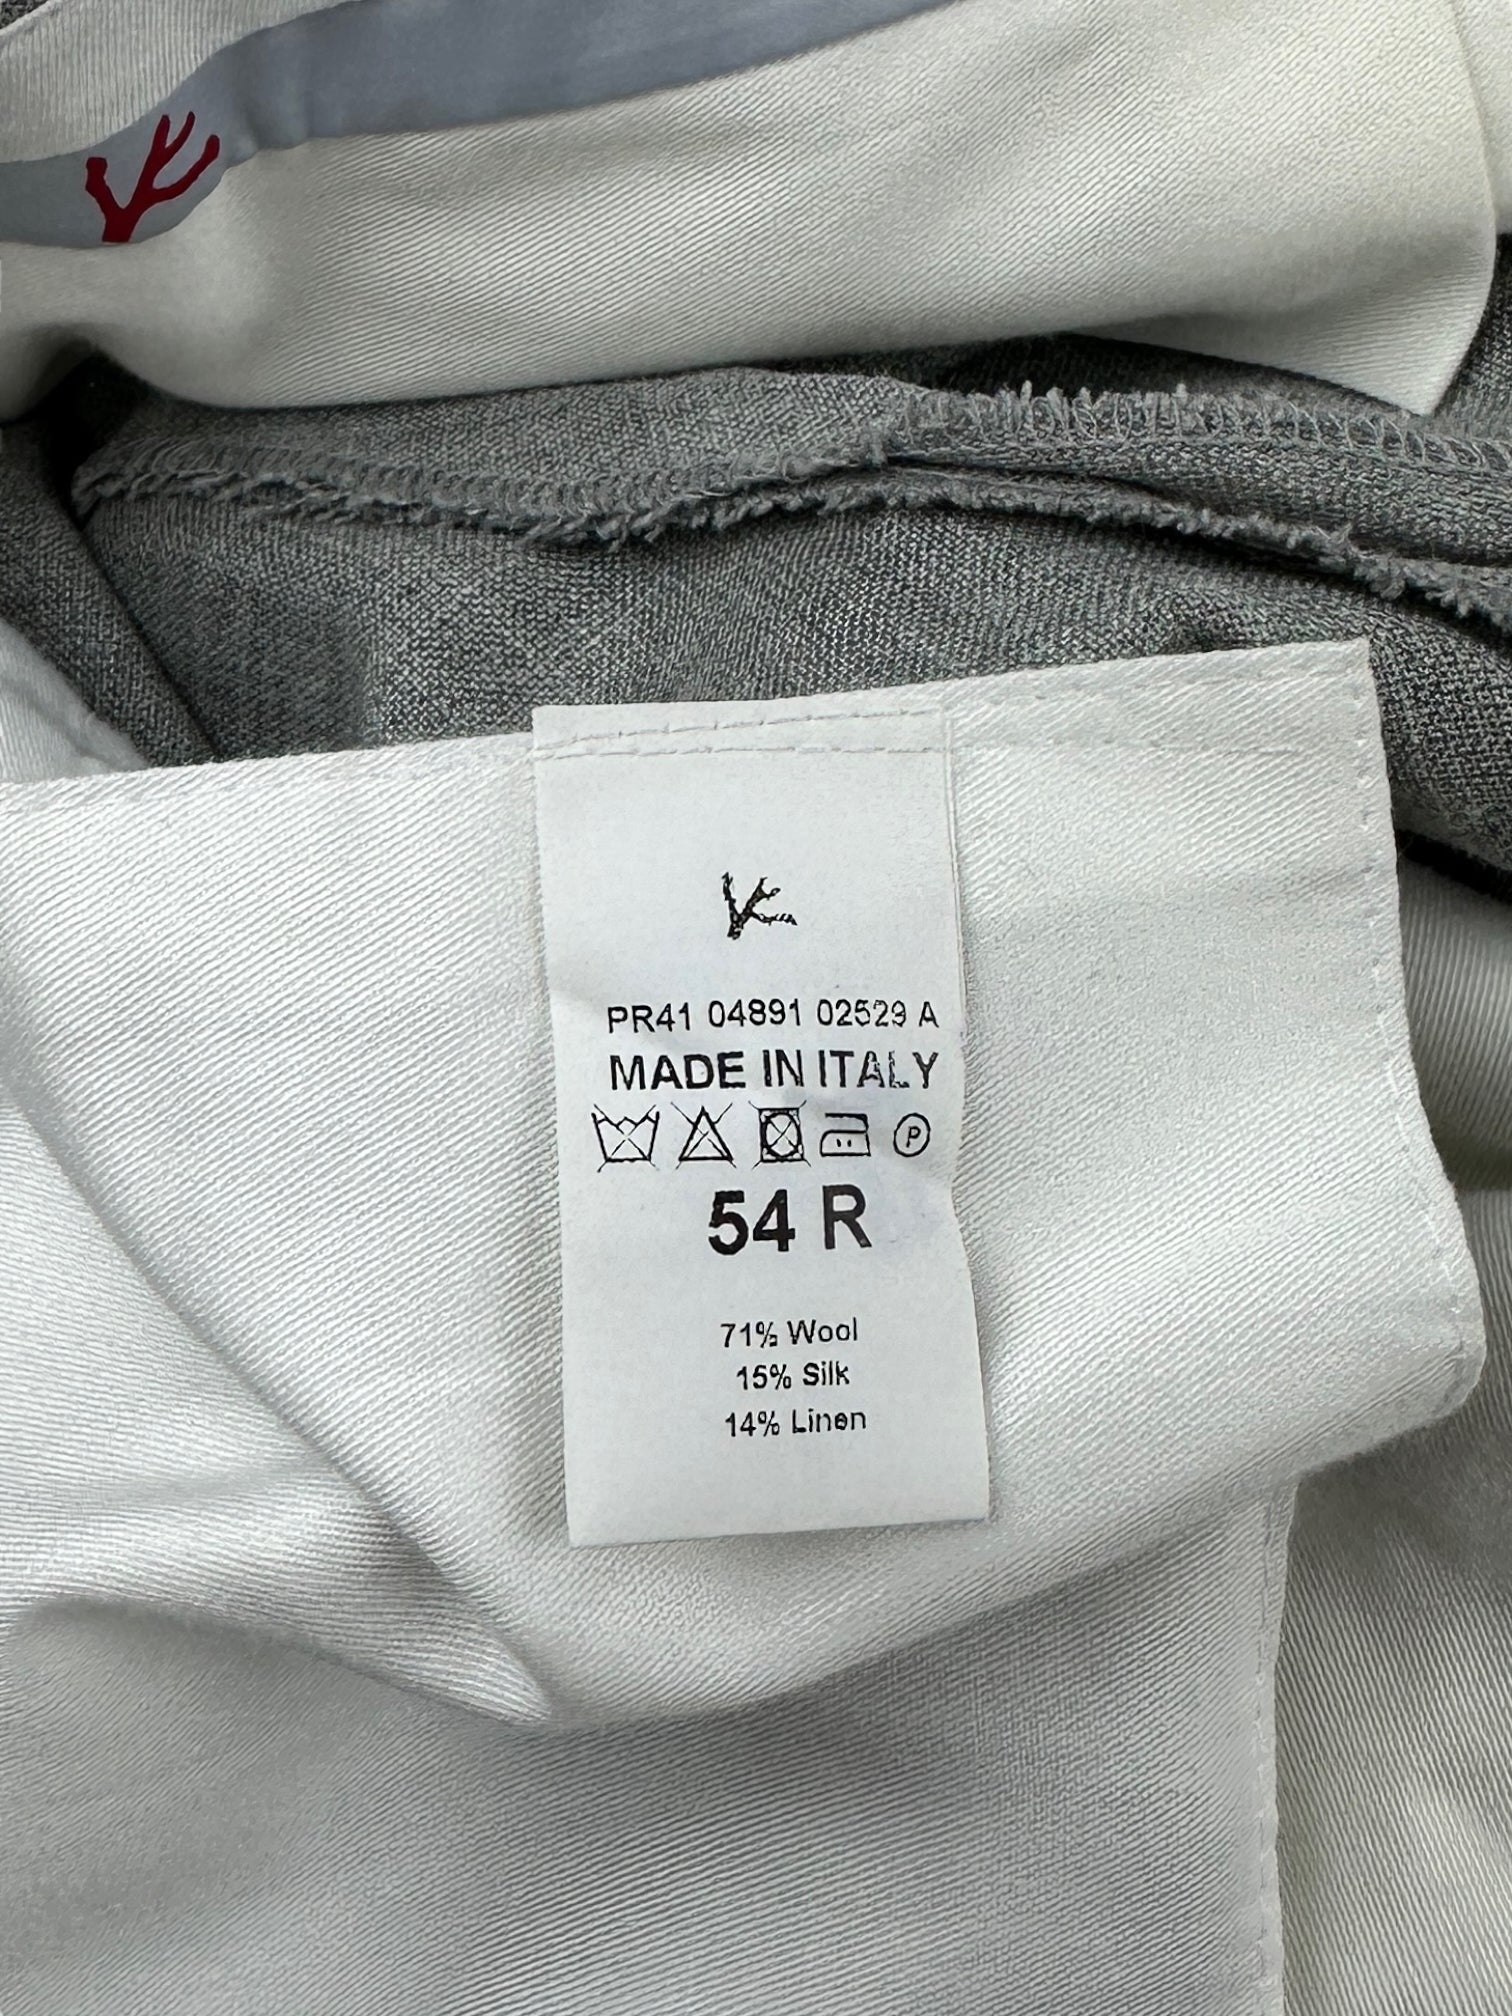 PR41 04891 02529 A
MADE IN ITALY
P
54 R
71% Wool
15% Silk
14% Linen